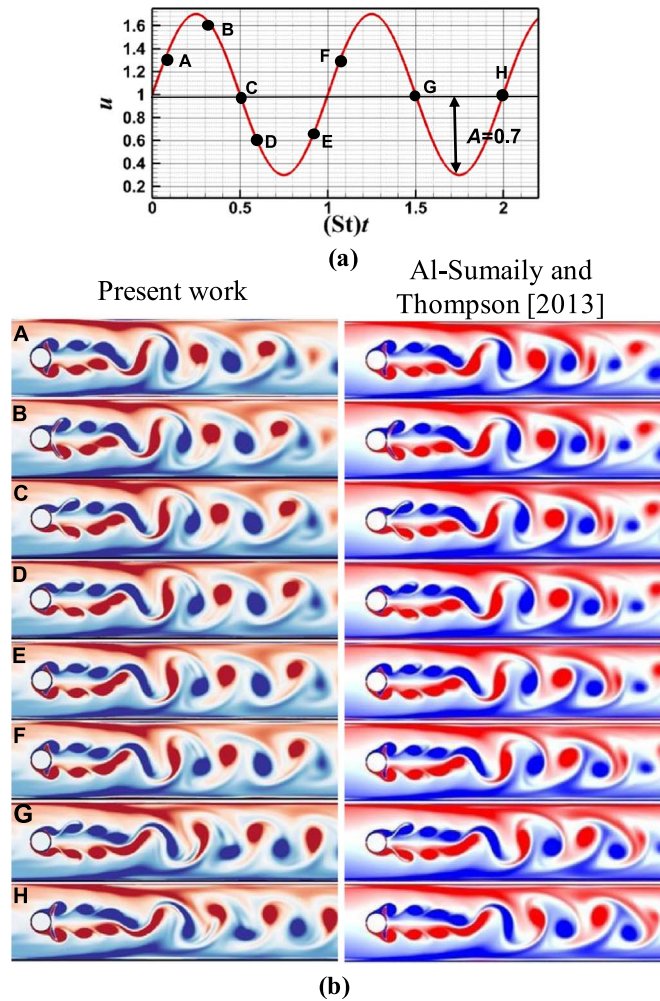 (a)
1.6
1.4
1.2
1
0.8
0.6
0.4
0.2
u
A
B
C
D
E
F
G
H
A=0.7
0
0.5
1
1.5
2
(St)t
(a)
Present work
Al-Sumaily and
Thompson [2013]
A
B
C
D
E
F
G
H
(b)